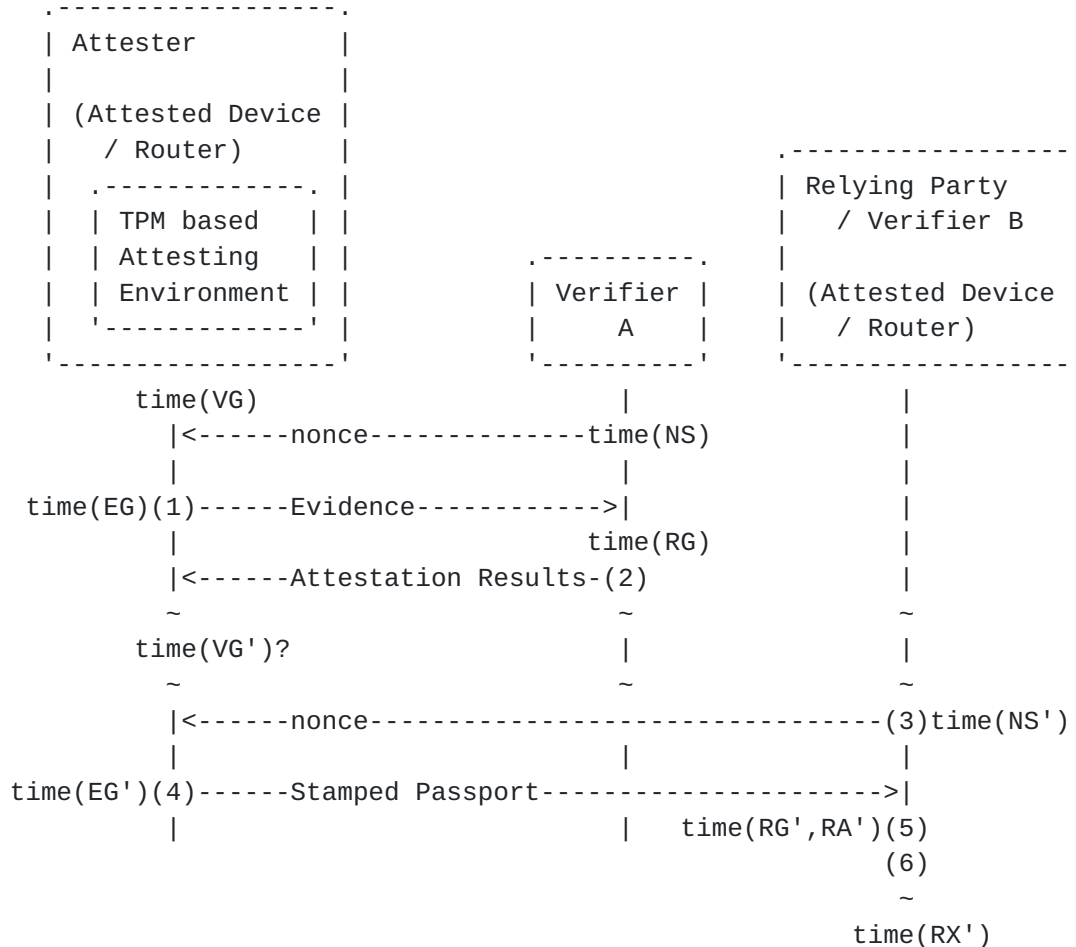 .------------------.
| Attester         |
|                  |
| (Attested Device |
|   / Router)      |                            .------------------
|  .-------------. |                            | Relying Party
|  | TPM based   | |                            |   / Verifier B
|  | Attesting   | |           .----------.     |
|  | Environment | |           | Verifier |     | (Attested Device
|  '-------------' |           |     A    |     |   / Router)
'------------------'           '----------'     '------------------
time(VG)                       |                 |
|<------nonce--------------time(NS)            |
|                            |                 |
time(EG)(1)------Evidence------------>|                 |
|                          time(RG)            |
|<------Attestation Results-(2)                |
~                            ~                 ~
time(VG')?                     |                 |
~                            ~                 ~
|<------nonce---------------------------------(3)time(NS')
|                            |                 |
time(EG')(4)------Stamped Passport---------------------->|
|                            |   time(RG',RA')(5)
(6)
~
time(RX')